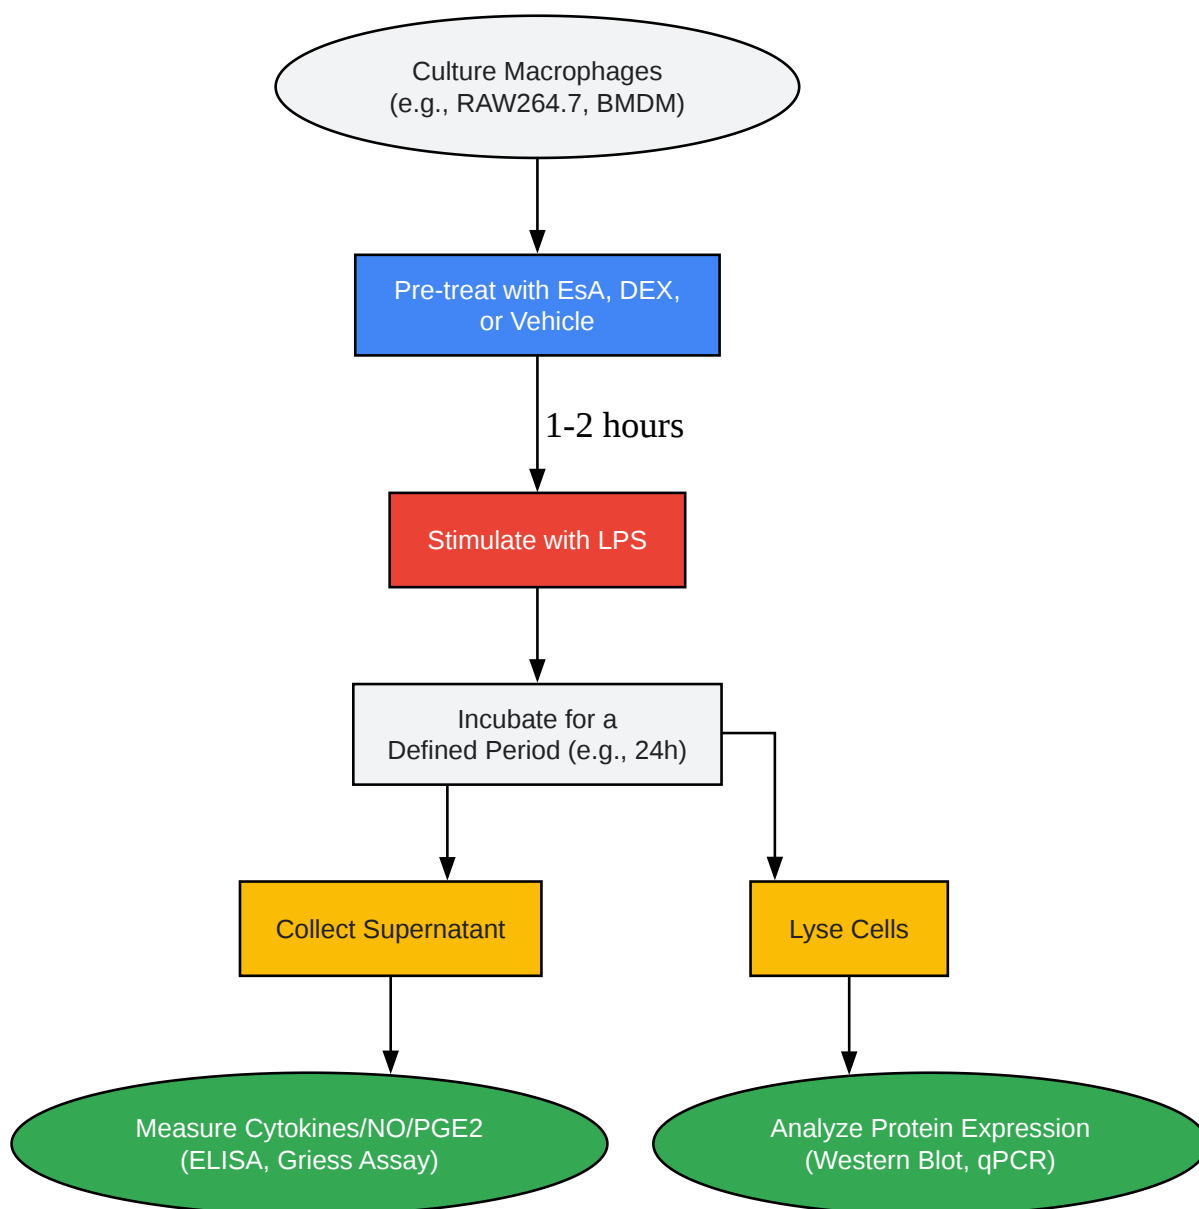 Culture Macrophages
(e.g., RAW264.7, BMDM)
Pre-treat with EsA, DEX,
or Vehicle
1-2 hours
Stimulate with LPS
Incubate for a
Defined Period (e.g., 24h)
Collect Supernatant
Lyse Cells
Measure Cytokines/NO/PGE2
(ELISA, Griess Assay)
Analyze Protein Expression
(Western Blot, qPCR)